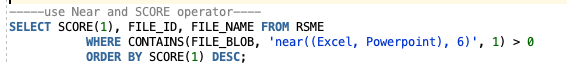 -----use Near and SCORE operator----
SELECT SCORE(1), FILE_ID, FILE_NAME FROM RSME
WHERE CONTAINS(FILE_BLOB, 'near((Excel, Powerpoint), 6)', 1) > 0
ORDER BY SCORE(1) DESC;